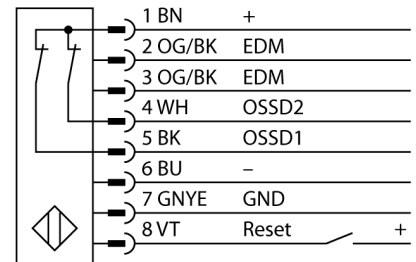 1 BN +
2 OG/BK EDM
3 OG/BK EDM
4 WH OSSD2
5 BK OSSD1
6 BU –
7 GNYE GND
8 VT Reset +